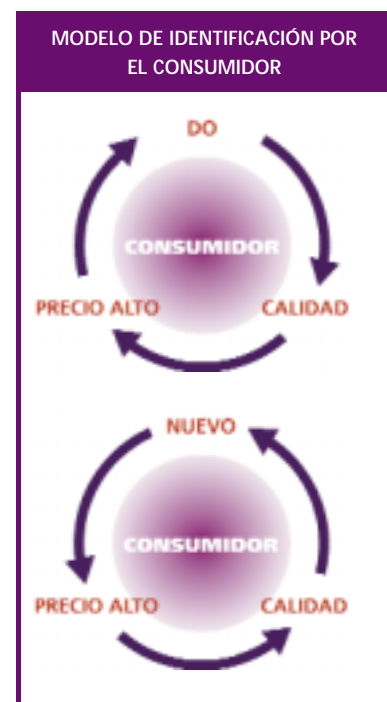 MODELO DE IDENTIFICACIÓN POR
EL CONSUMIDOR
DO
CONSUMIDOR
PRECIO ALTO CALIDAD
NUEVO
CONSUMIDOR
PRECIO ALTO CALIDAD